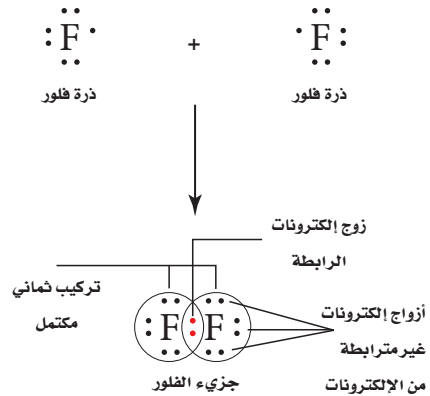 F + F
ذرة فلور
ذرة فلور
زوج إلكترونات
الرابطة
تركيب ثماني
مكتمل
F F
أزواج إلكترونات
غير مترابطة
من الإلكترونات
جزيء الفلور